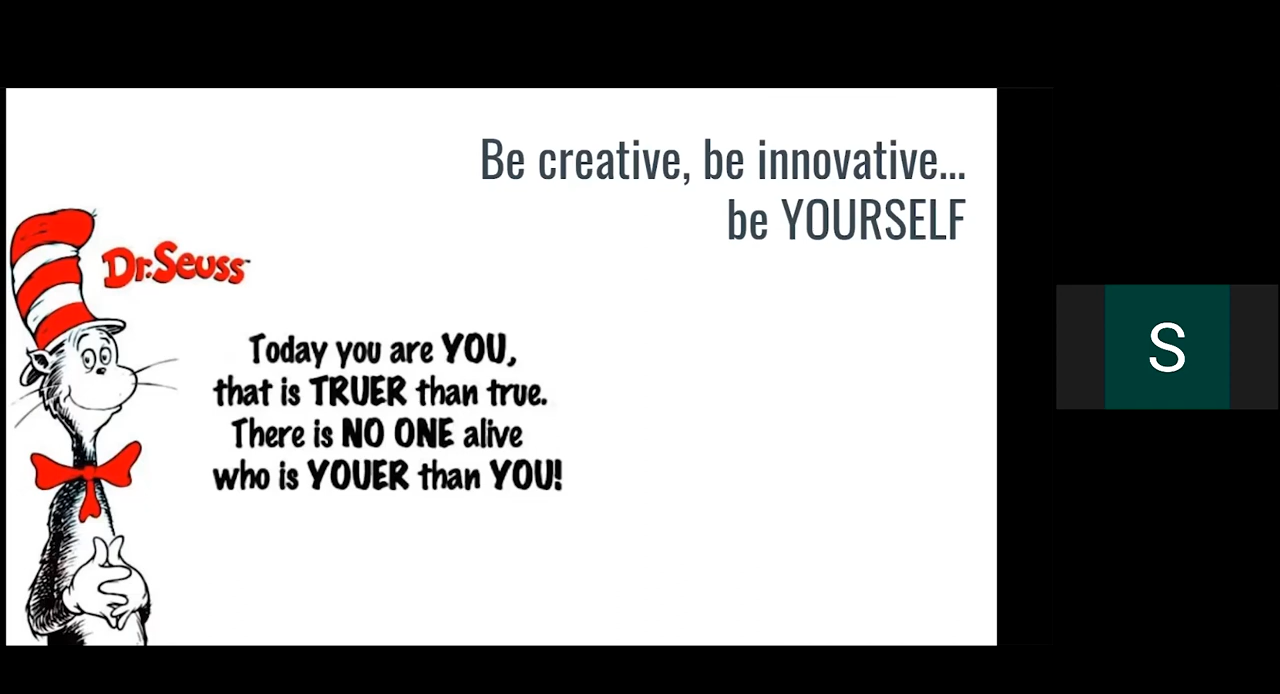 Be creative, be innovative...
be YOURSELF
Dr. Seuss
Today you are YOU,
that is TRUER than true.
There is NO ONE alive
who is YOUER than YOU!
S